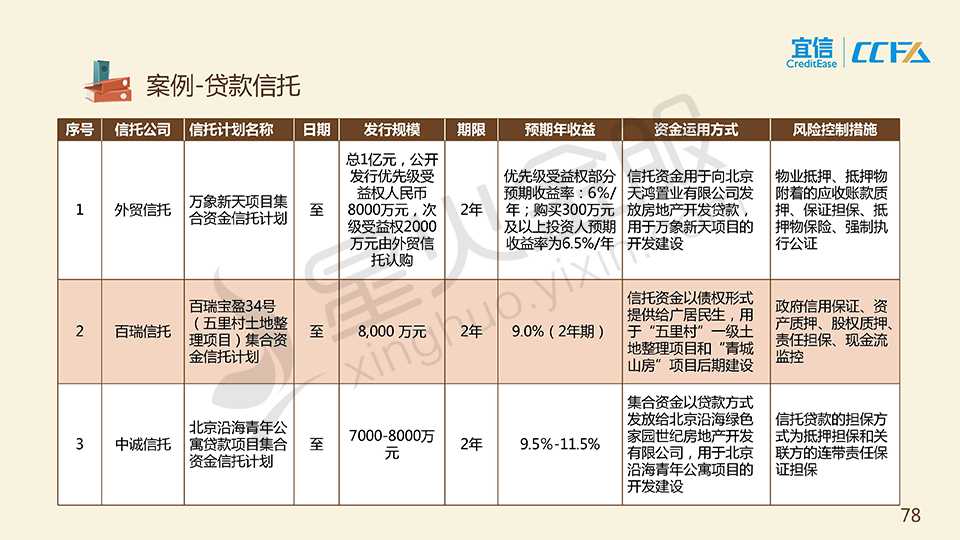 宜信
CreditEase
CCFA
案例-贷款信托
序号 信托公司 信托计划名称 日期 发行规模 期限 预期年收益 资金运用方式 风险控制措施
1
外贸信托
万象新天项目集
合资金信托计划
至
总1亿元，公开
发行优先级受
益权人民币
8000万元，次
级受益权2000
万元由外贸信
托认购
2年
优先级受益权部分
预期收益率：6%/
年；购买300万元
及以上投资人预期
收益率为6.5%/年
信托资金用于向北京
天鸿置业有限公司发
放房地产开发贷款，
用于万象新天项目的
开发建设
物业抵押、抵押物
附着的应收账款质
押、保证担保、抵
押物保险、强制执
行公证
2
百瑞信托
百瑞宝盈34号
（五里村土地整
理项目）集合资
金信托计划
至
8,000 万元
2年
9.0%（2年期）
信托资金以债权形式
提供给广居民生，用
于“五里村”一级土
地整理项目和“青城
山房”项目后期建设
政府信用保证、资
产质押、股权质押、
责任担保、现金流
监控
3
中诚信托
北京沿海青年公
寓贷款项目集合
资金信托计划
至
7000-8000万
元
2年
9.5%-11.5%
集合资金以贷款方式
发放给北京沿海绿色
家园世纪房地产开发
有限公司，用于北京
沿海青年公寓项目的
开发建设
信托贷款的担保方
式为抵押担保和关
联方的连带责任保
证担保
星火金服
xinghuo.yixin.com
78